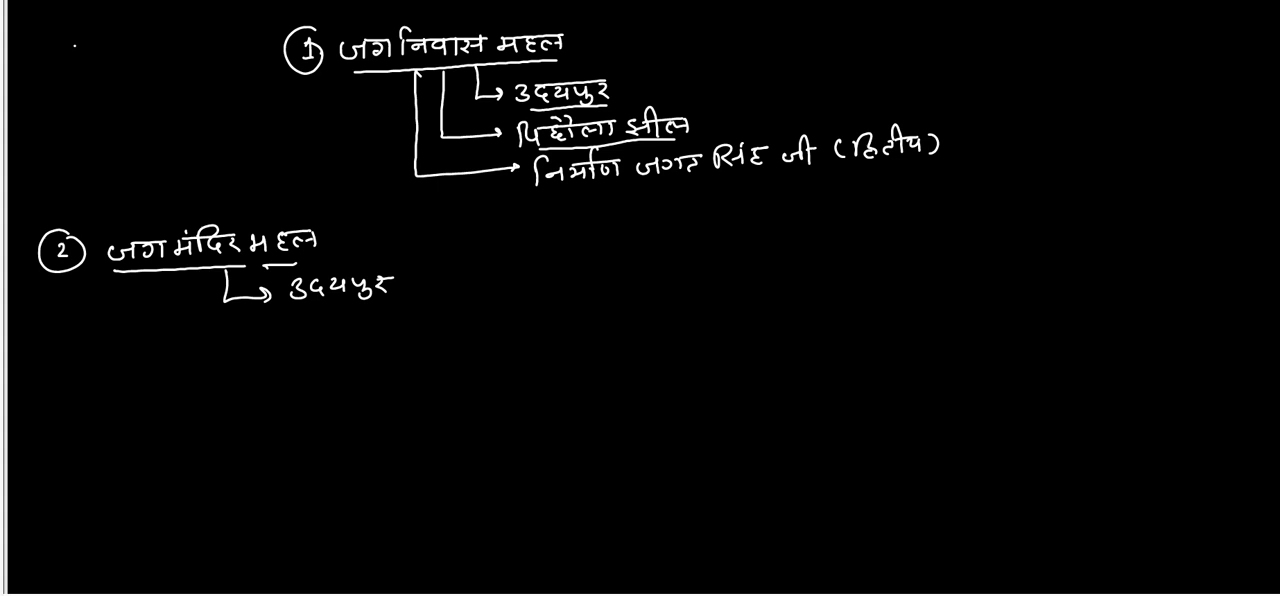 ① जग निवास महल
उदयपुर
पिछौला झील
निर्माण जगत सिंह जी (द्वितीय)
② जग मंदिर महल
उदयपुर